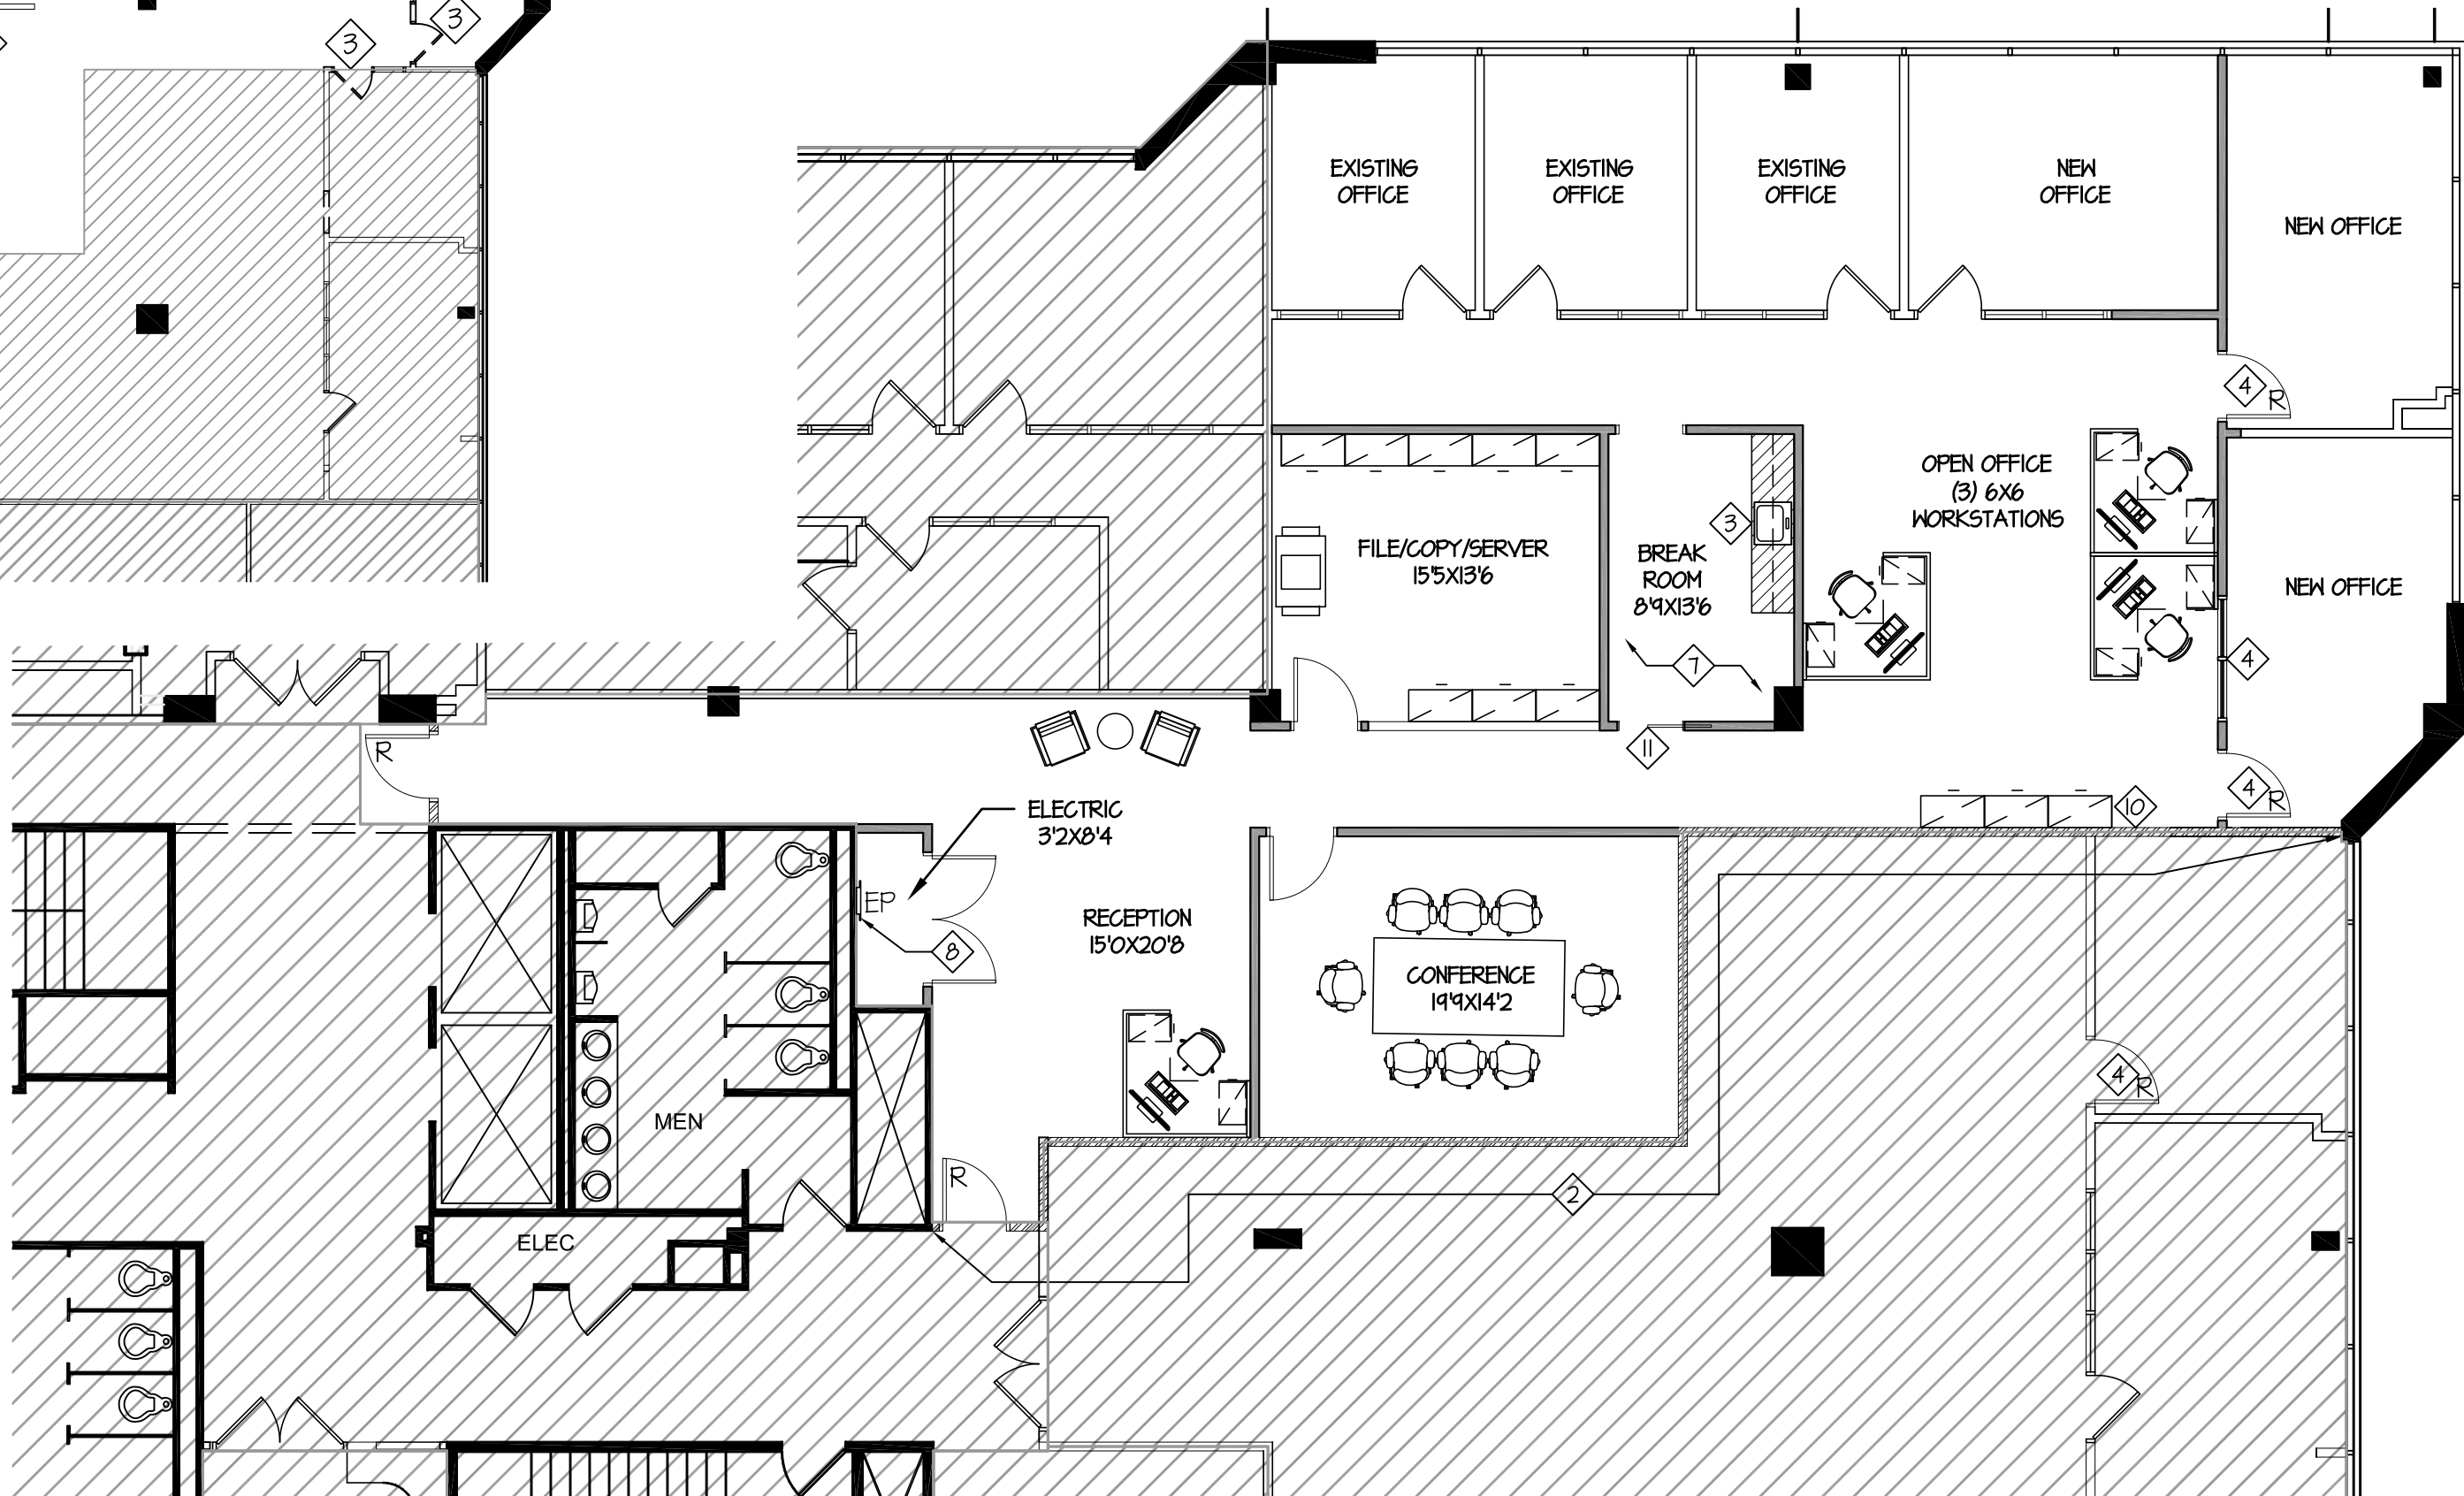 3
3
EXISTING
OFFICE
EXISTING
OFFICE
EXISTING
OFFICE
NEW
OFFICE
NEW OFFICE
4
R
OPEN OFFICE
(3) 6X6
WORKSTATIONS
3
FILE/COPY/SERVER
15'5X13'6
BREAK
ROOM
8'9X13'6
NEW OFFICE
7
4
R
11
4
R
10
ELECTRIC
3'2X8'4
EP
8
RECEPTION
15'0X20'8
CONFERENCE
19'9X14'2
4
R
MEN
R
2
ELEC